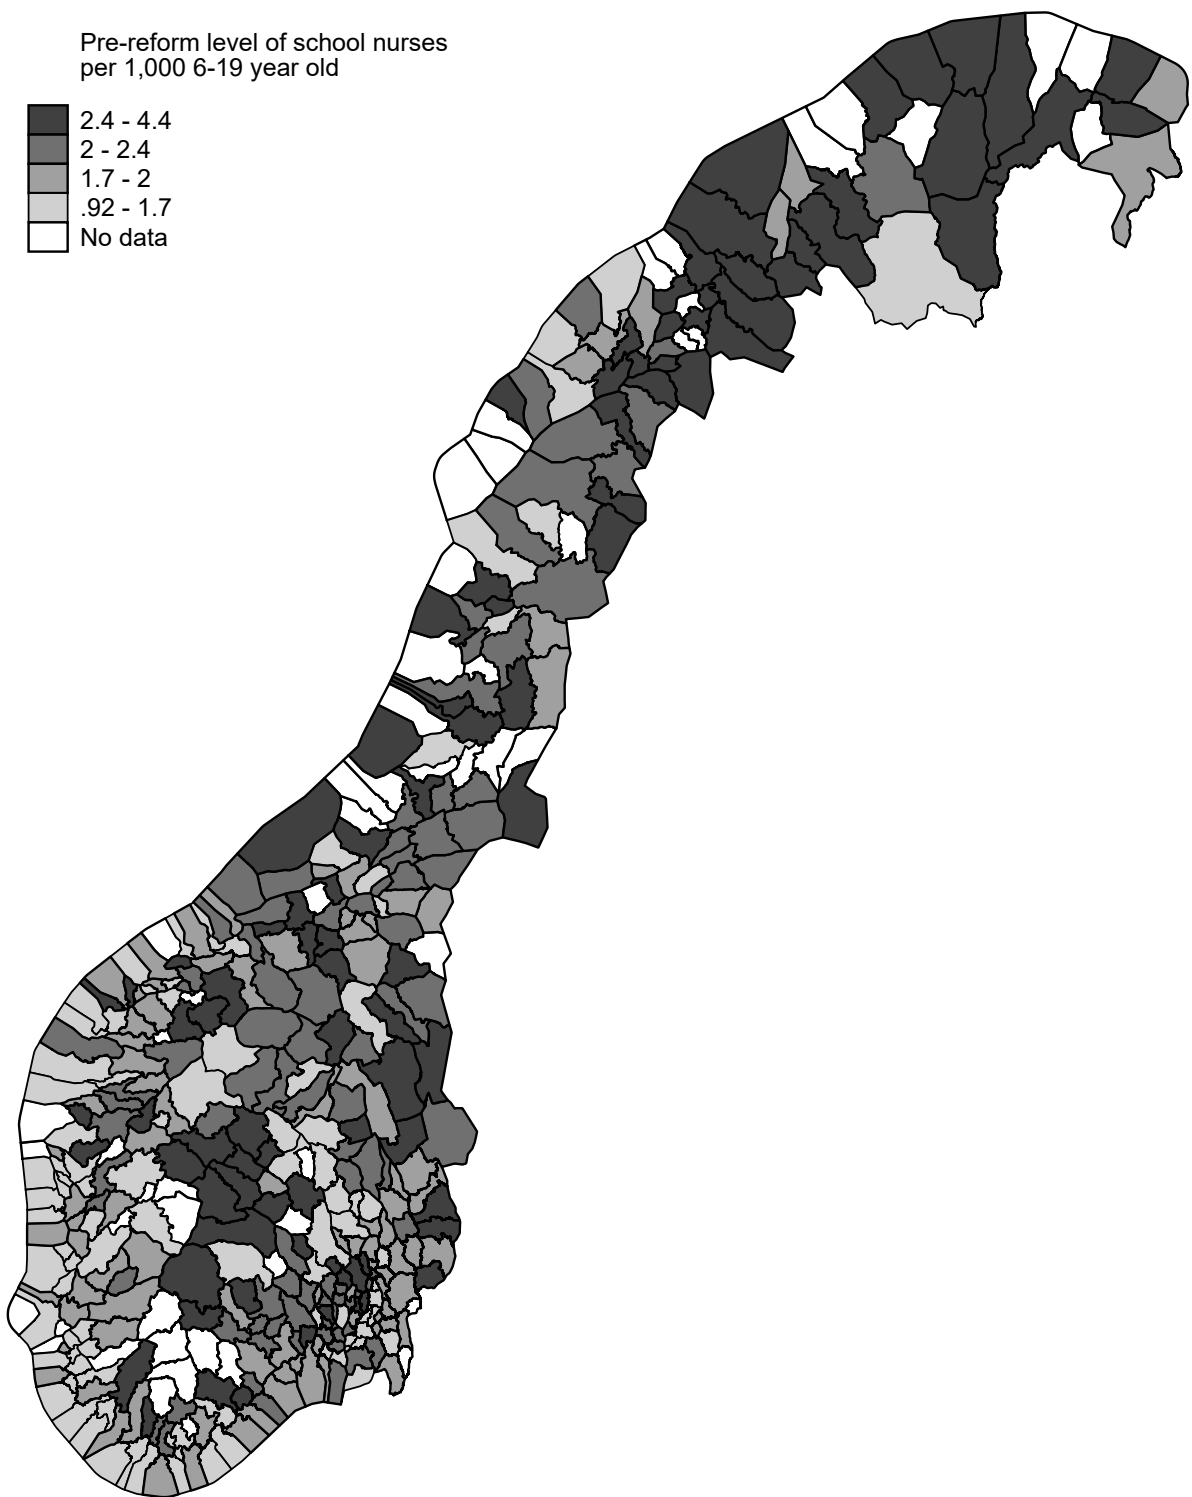 Pre-reform level of school nurses
per 1,000 6-19 year old
2.4 - 4.4
2 - 2.4
1.7 - 2
.92 - 1.7
No data